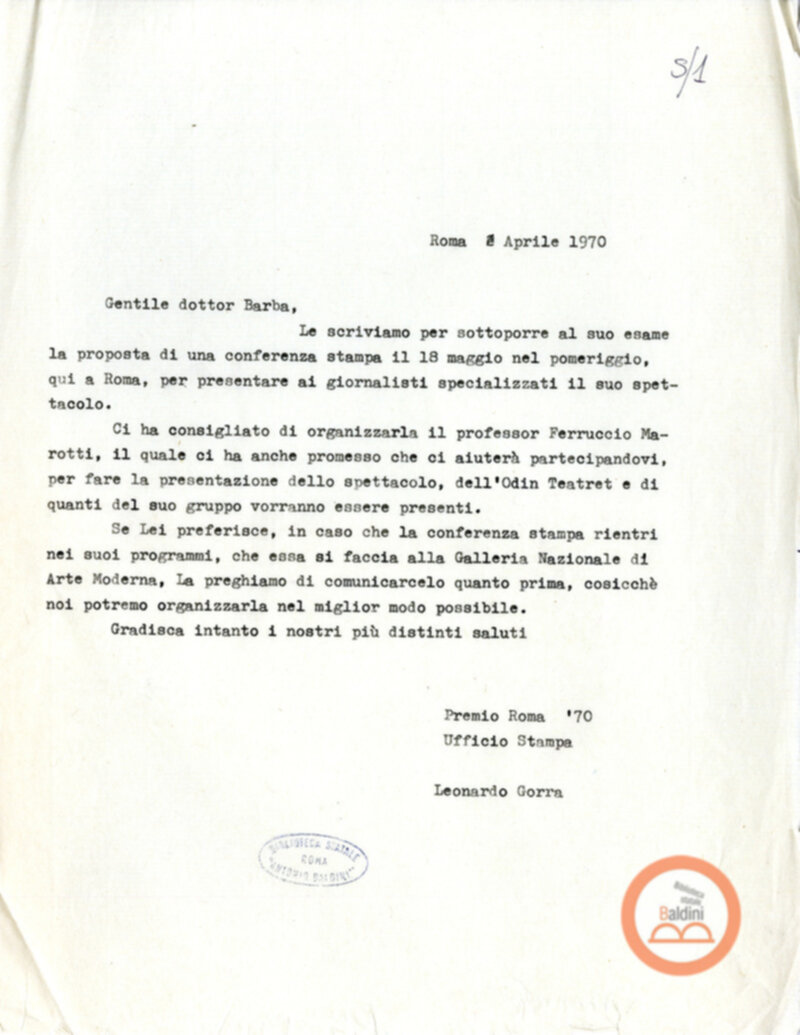 S/1
Roma 2 Aprile 1970
Gentile dottor Barba,
Le scriviamo per sottoporre al suo esame
la proposta di una conferenza stampa il 18 maggio nel pomeriggio,
qui a Roma, per presentare ai giornalisti specializzati il suo spet-
tacolo.
Ci ha consigliato di organizzarla il professor Ferruccio Ma-
rotti, il quale ci ha anche promesso che ci aiuterà partecipandovi,
per fare la presentazione dello spettacolo, dell'Odin Teatret e di
quanti del suo gruppo vorranno essere presenti.
Se Lei preferisce, in caso che la conferenza stampa rientri
nei suoi programmi, che essa si faccia alla Galleria Nazionale di
Arte Moderna, La preghiamo di comunicarcelo quanto prima, cosicchè
noi potremo organizzarla nel miglior modo possibile.
Gradisca intanto i nostri più distinti saluti
Premio Roma '70
Ufficio Stampa
Leonardo Gorra
BIBLIOTECA STATALE
ROMA
"ANTONIO BALDINI"
Biblioteca
statale
Baldini